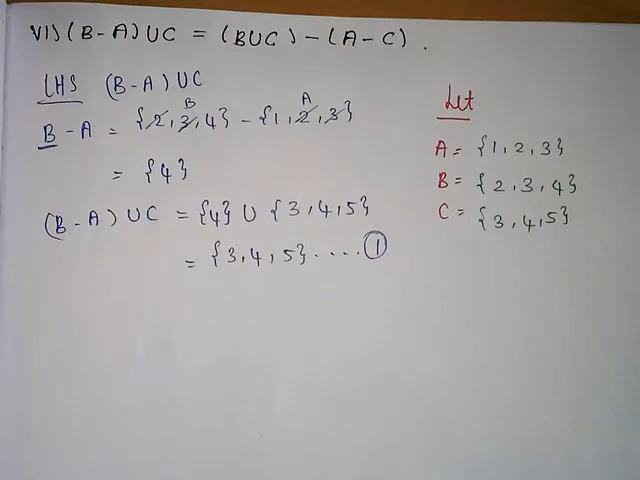 VI) (B - A) ∪ C = (B∪C) - (A - C).
LHS (B - A) ∪ C
B - A = {2, 3, 4} - {1, 2, 3}
B
A
= {4}
(B - A) ∪ C = {4} ∪ {3, 4, 5}
= {3, 4, 5} .... ①
Let
A = {1, 2, 3}
B = {2, 3, 4}
C = {3, 4, 5}